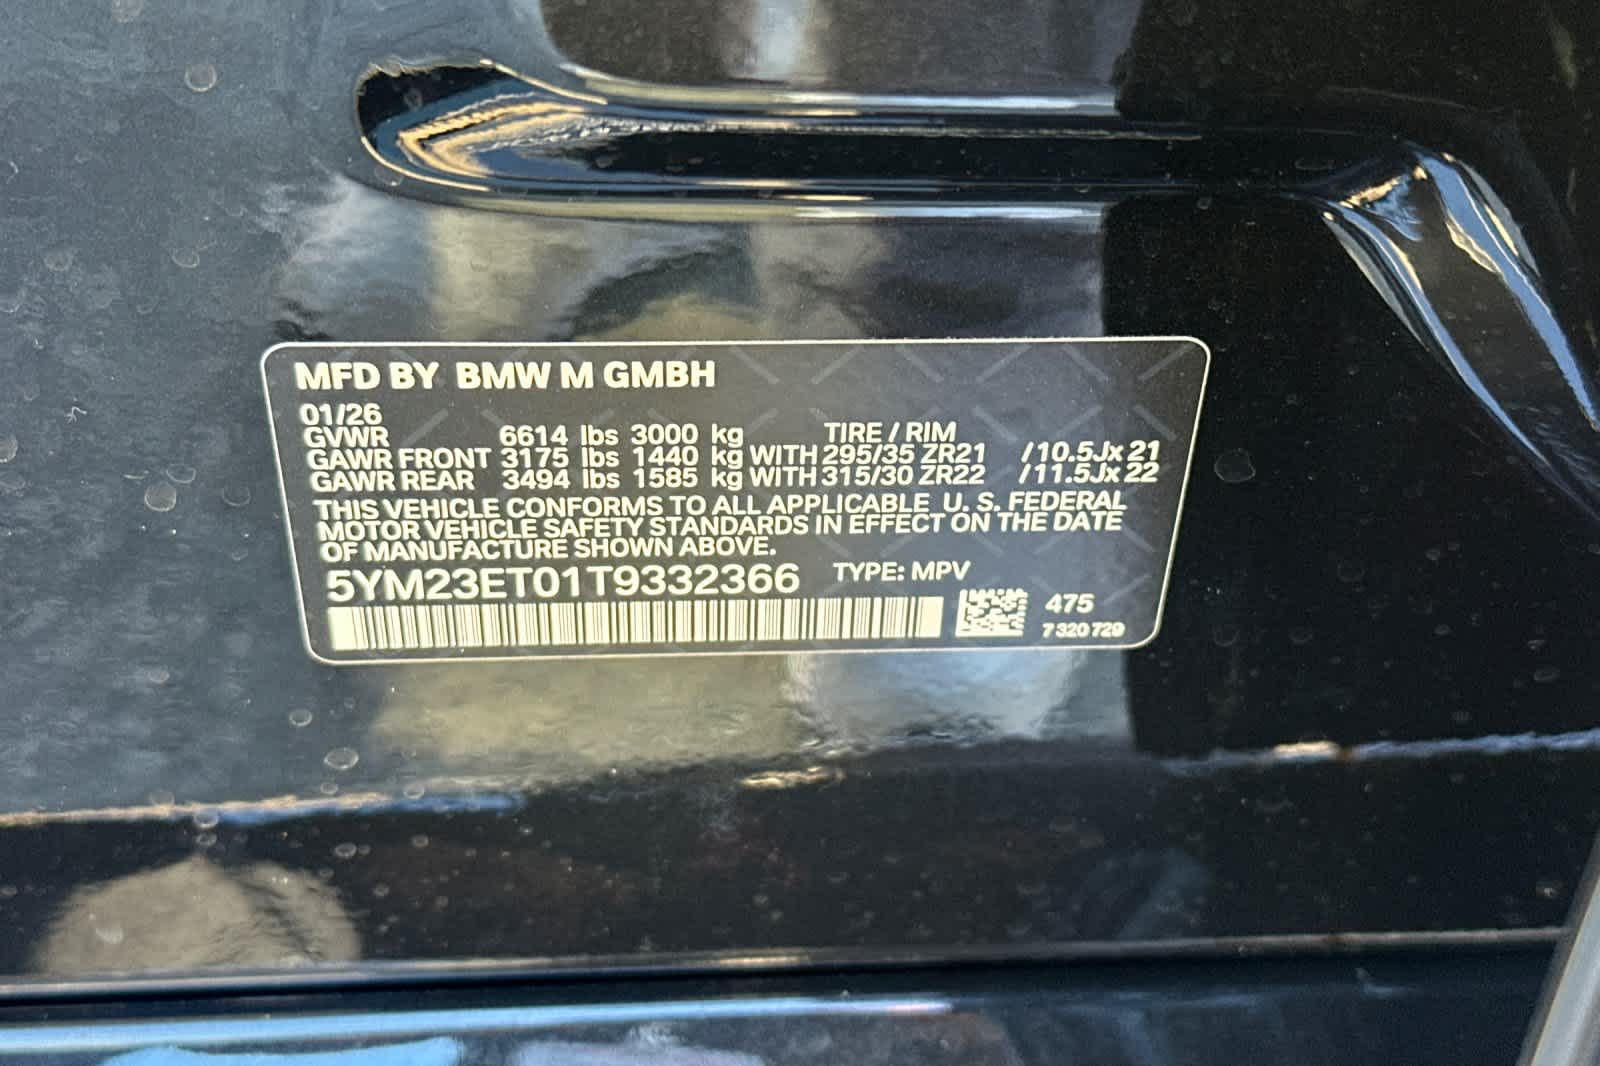 MFD BY BMW M GMBH
01/26
GVWR 6614 lbs 3000 kg TIRE / RIM
GAWR FRONT 3175 lbs 1440 kg WITH 295/35 ZR21 /10.5Jx 21
GAWR REAR 3494 lbs 1585 kg WITH 315/30 ZR22 /11.5Jx 22
THIS VEHICLE CONFORMS TO ALL APPLICABLE U. S. FEDERAL
MOTOR VEHICLE SAFETY STANDARDS IN EFFECT ON THE DATE
OF MANUFACTURE SHOWN ABOVE.
5YM23ET01T9332366 TYPE: MPV
475
7 320 729